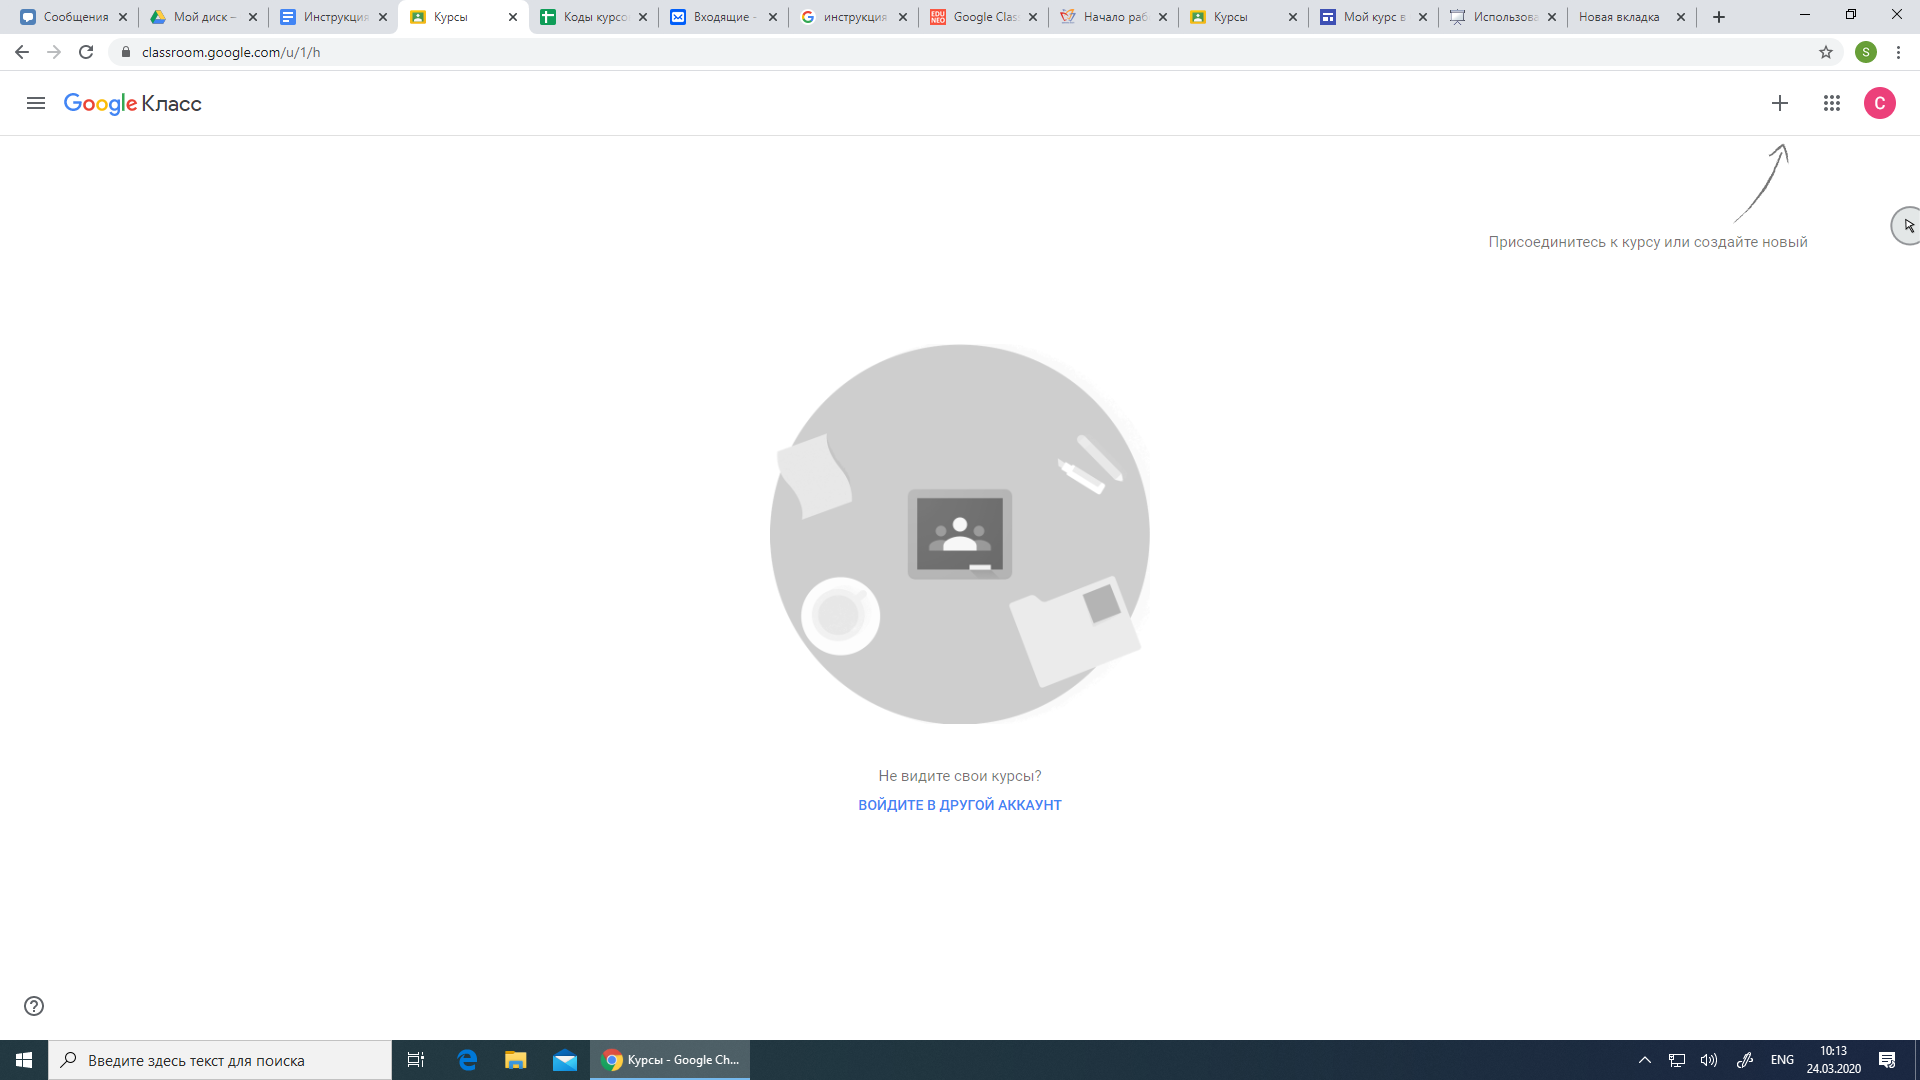 Сообщения
Мой диск –
Инструкция
Курсы
Коды курсо
Входящие -
инструкция
EDU NEO
Google Clas
Начало раб
Курсы
Мой курс в
Использова
Новая вкладка
classroom.google.com/u/1/h
S
Google Класс
С
Присоединитесь к курсу или создайте новый
Не видите свои курсы?
ВОЙДИТЕ В ДРУГОЙ АККАУНТ
Введите здесь текст для поиска
Курсы - Google Ch...
ENG
10:13
24.03.2020